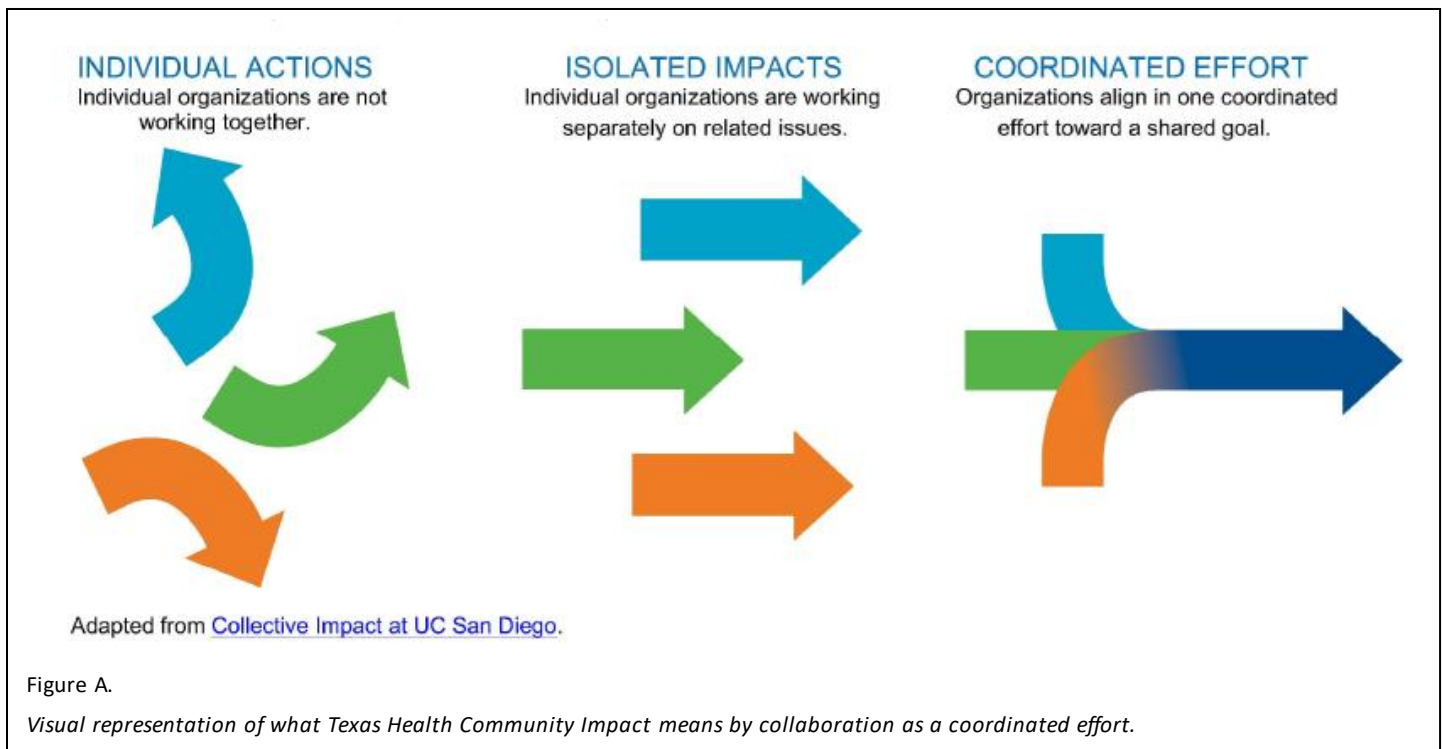 INDIVIDUAL ACTIONS
Individual organizations are not
working together.
ISOLATED IMPACTS
Individual organizations are working
separately on related issues.
COORDINATED EFFORT
Organizations align in one coordinated
effort toward a shared goal.
Adapted from Collective Impact at UC San Diego.
Figure A.
Visual representation of what Texas Health Community Impact means by collaboration as a coordinated effort.